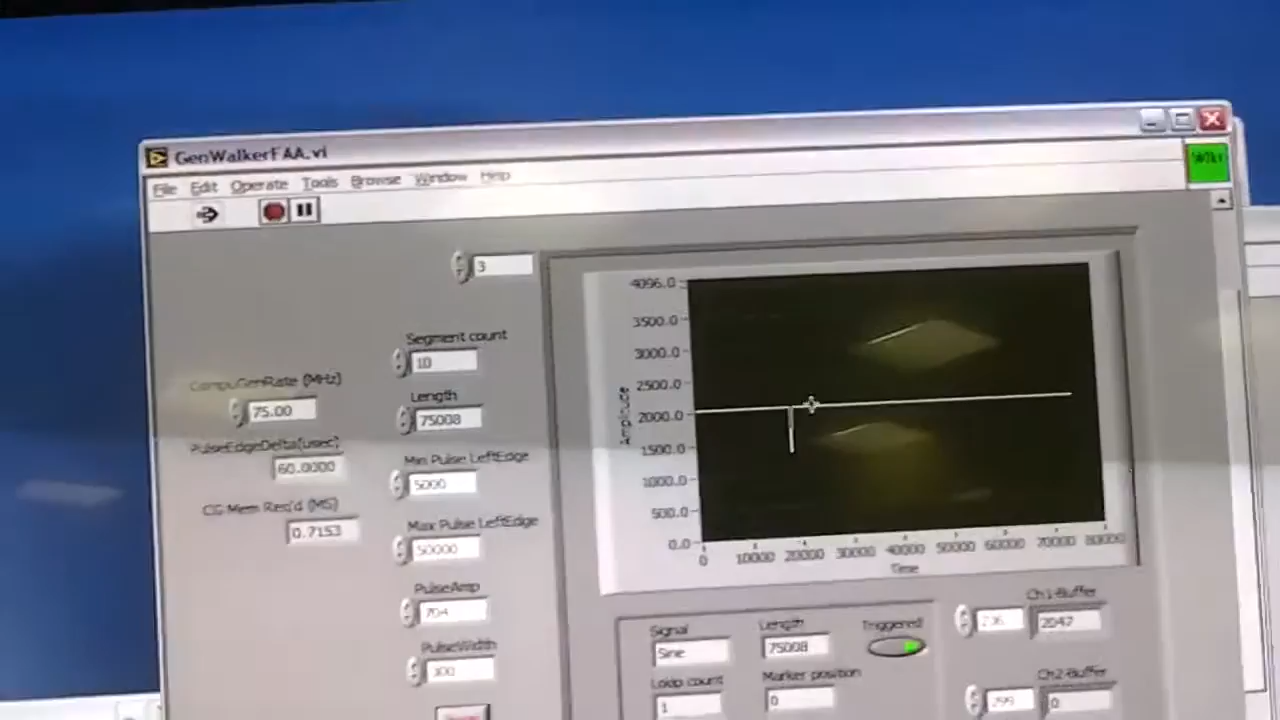 GenWalkerFAA.vi
File Edit Operate Tools Browse Window Help
3
Segment count
10
CompuGenRate (MHz)
75.00
Length
75008
PulseEdgeDelta(usec)
60.0000
Min Pulse LeftEdge
5000
CG Mem Req'd (MS)
0.7153
Max Pulse LeftEdge
50000
PulseAmp
704
PulseWidth
Amplitude
4096.0
3500.0
3000.0
2500.0
2000.0
1500.0
1000.0
500.0
0.0
0 10000 20000 30000 40000 50000 60000 70000 80000
Time
Signal
Sine
Length
75008
Triggered
Loop count
1
Marker position
0
Ch1-Buffer
2047
Ch2-Buffer
299
0